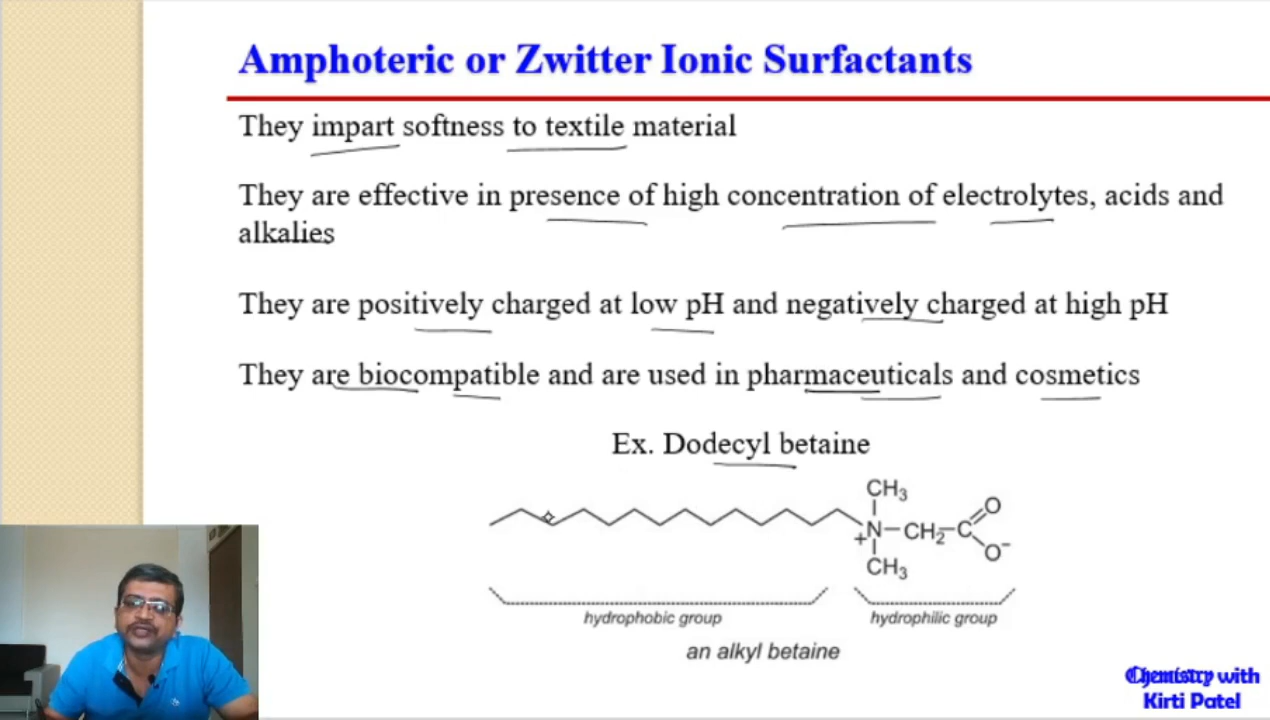 Amphoteric or Zwitter Ionic Surfactants
They impart softness to textile material
They are effective in presence of high concentration of electrolytes, acids and
alkalies
They are positively charged at low pH and negatively charged at high pH
They are biocompatible and are used in pharmaceuticals and cosmetics
Ex. Dodecyl betaine
CH3
O
N–CH2–C
+
O−
CH3
hydrophobic group
hydrophilic group
an alkyl betaine
Chemistry with
Kirti Patel